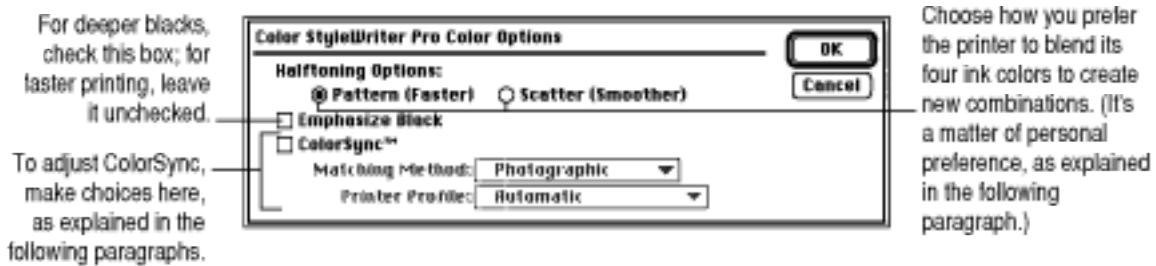 For deeper blacks,
check this box; for
faster printing, leave
it unchecked.
To adjust ColorSync,
make choices here,
as explained in the
following paragraphs.
Color StyleWriter Pro Color Options
OK
Halftoning Options:
Cancel
Pattern (Faster) Scatter (Smoother)
Emphasize Black
ColorSync™
Matching Method: Photographic
Printer Profile: Automatic
Choose how you prefer
the printer to blend its
four ink colors to create
new combinations. (It's
a matter of personal
preference, as explained
in the following
paragraph.)